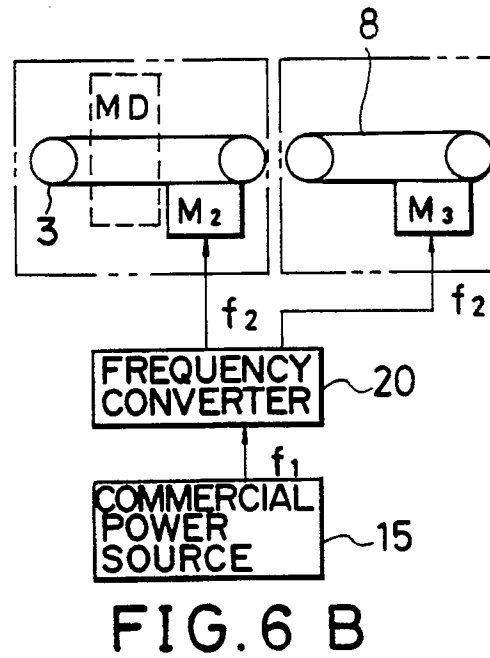 8
MD
3
M2
M3
f2
f2
FREQUENCY
CONVERTER
20
f1
COMMERCIAL
POWER
SOURCE
15
FIG. 6 B